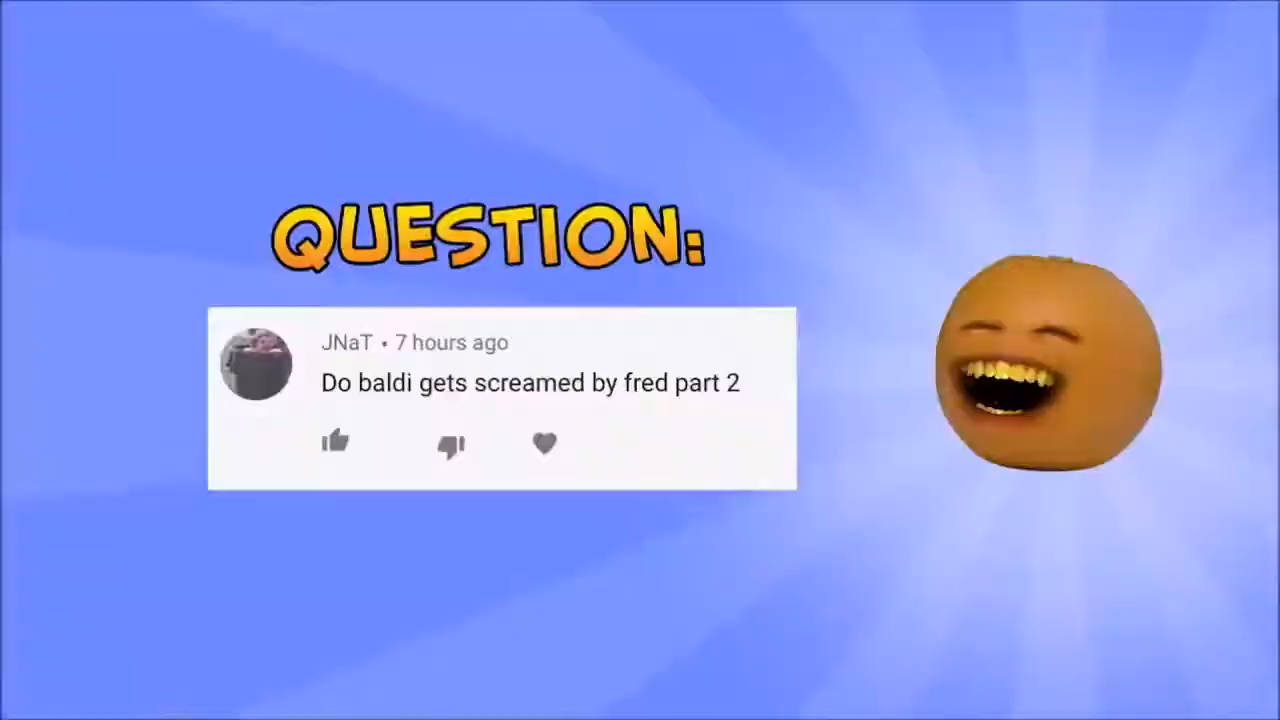 QUESTION:
JNaT • 7 hours ago
Do baldi gets screamed by fred part 2